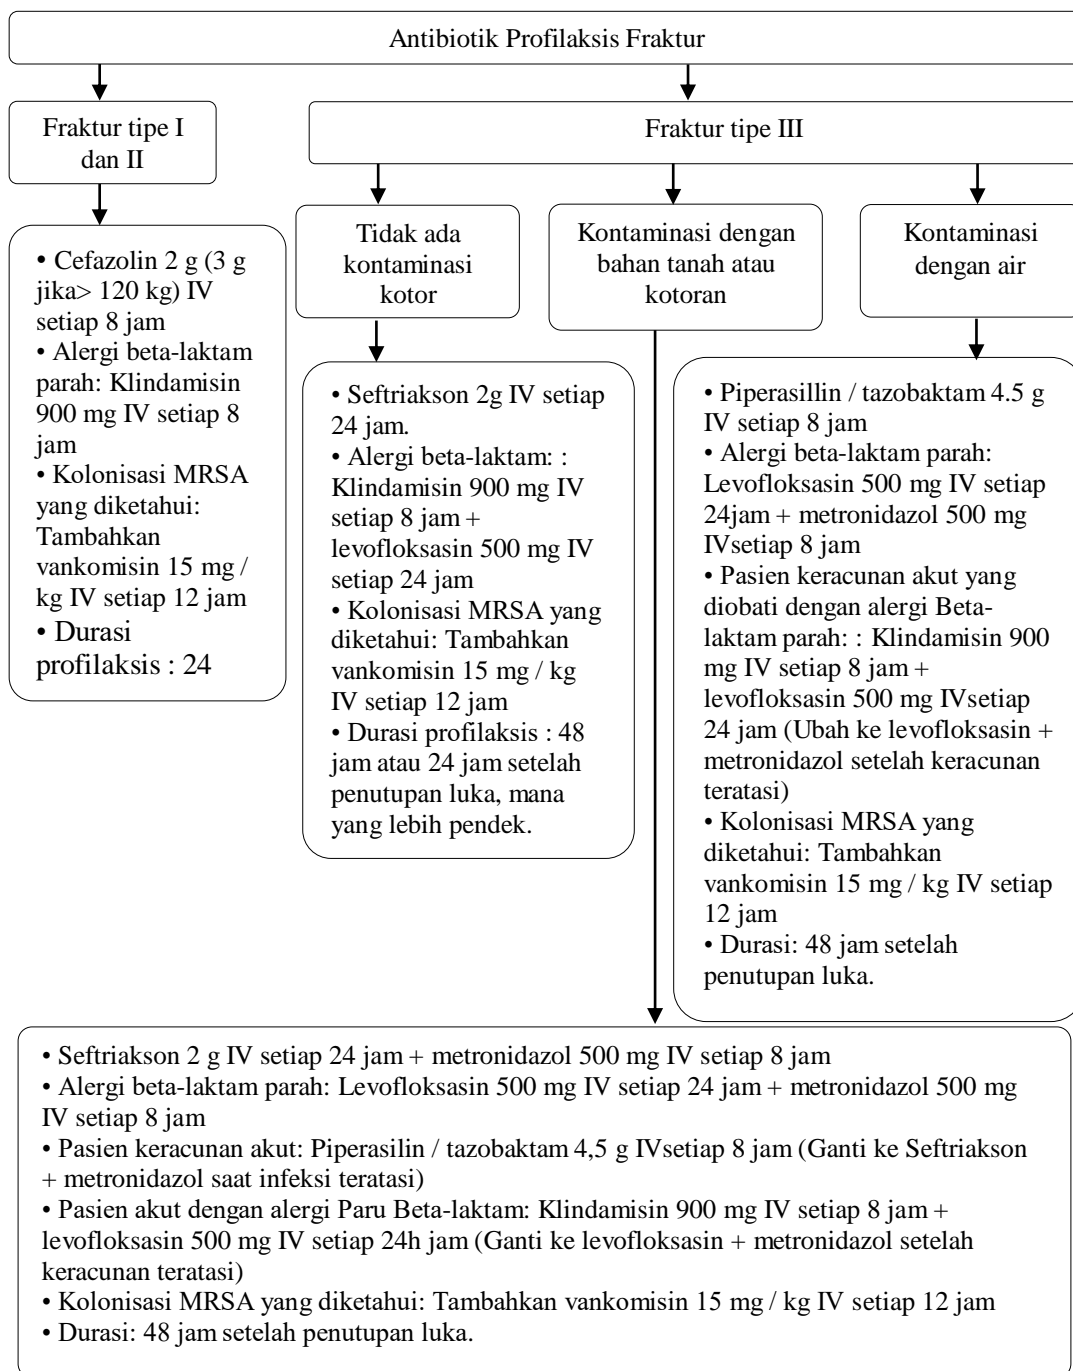 Antibiotik Profilaksis Fraktur
Fraktur tipe I
dan II
Fraktur tipe III
Tidak ada
kontaminasi
kotor
Kontaminasi dengan
bahan tanah atau
kotoran
Kontaminasi
dengan air
• Cefazolin 2 g (3 g
jika> 120 kg) IV
setiap 8 jam
• Alergi beta-laktam
parah: Klindamisin
900 mg IV setiap 8
jam
• Kolonisasi MRSA
yang diketahui:
Tambahkan
vankomisin 15 mg /
kg IV setiap 12 jam
• Durasi
profilaksis : 24
• Seftriakson 2g IV setiap
24 jam.
• Alergi beta-laktam: :
Klindamisin 900 mg IV
setiap 8 jam +
levofloksasin 500 mg IV
setiap 24 jam
• Kolonisasi MRSA yang
diketahui: Tambahkan
vankomisin 15 mg / kg
IV setiap 12 jam
• Durasi profilaksis : 48
jam atau 24 jam setelah
penutupan luka, mana
yang lebih pendek.
• Piperasillin / tazobaktam 4.5 g
IV setiap 8 jam
• Alergi beta-laktam parah:
Levofloksasin 500 mg IV setiap
24jam + metronidazol 500 mg
IVsetiap 8 jam
• Pasien keracunan akut yang
diobati dengan alergi Beta-
laktam parah: : Klindamisin 900
mg IV setiap 8 jam +
levofloksasin 500 mg IVsetiap
24 jam (Ubah ke levofloksasin +
metronidazol setelah keracunan
teratasi)
• Kolonisasi MRSA yang
diketahui: Tambahkan
vankomisin 15 mg / kg IV setiap
12 jam
• Durasi: 48 jam setelah
penutupan luka.
• Seftriakson 2 g IV setiap 24 jam + metronidazol 500 mg IV setiap 8 jam
• Alergi beta-laktam parah: Levofloksasin 500 mg IV setiap 24 jam + metronidazol 500 mg
IV setiap 8 jam
• Pasien keracunan akut: Piperasilin / tazobaktam 4,5 g IVsetiap 8 jam (Ganti ke Seftriakson
+ metronidazol saat infeksi teratasi)
• Pasien akut dengan alergi Paru Beta-laktam: Klindamisin 900 mg IV setiap 8 jam +
levofloksasin 500 mg IV setiap 24h jam (Ganti ke levofloksasin + metronidazol setelah
keracunan teratasi)
• Kolonisasi MRSA yang diketahui: Tambahkan vankomisin 15 mg / kg IV setiap 12 jam
• Durasi: 48 jam setelah penutupan luka.